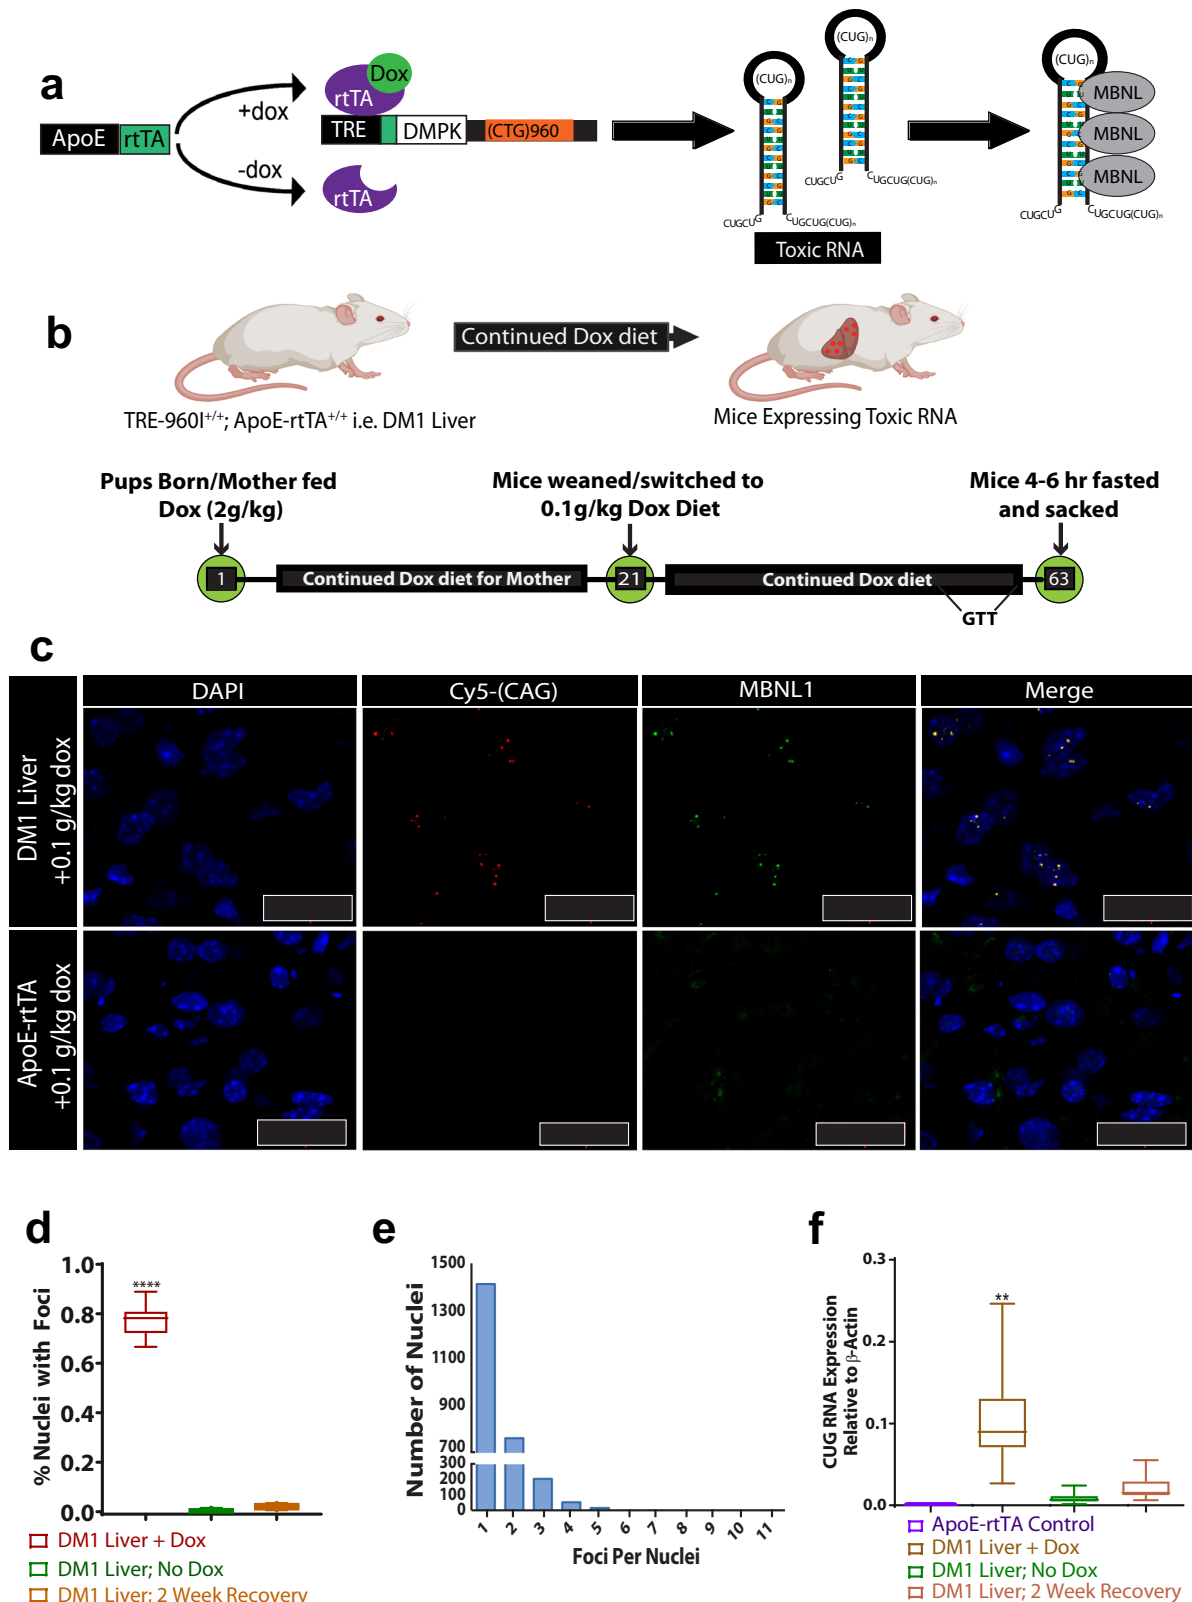 a
ApoE rtTA
+dox
-dox
Dox
rtTA
TRE DMPK (CTG)960
rtTA
(CUG)n
CUGCUG CUGCUG(CUG)n
(CUG)n
CUGCUG CUGCUG(CUG)n
Toxic RNA
(CUG)n
MBNL
MBNL
MBNL
CUGCUG CUGCUG(CUG)n
b
Continued Dox diet
TRE-960I+/+; ApoE-rtTA+/+ i.e. DM1 Liver
Mice Expressing Toxic RNA
Pups Born/Mother fed
Dox (2g/kg)
Mice weaned/switched to
0.1g/kg Dox Diet
Mice 4-6 hr fasted
and sacked
1 Continued Dox diet for Mother 21 Continued Dox diet 63
GTT
c
DAPI Cy5-(CAG) MBNL1 Merge
DM1 Liver
+0.1 g/kg dox
ApoE-rtTA
+0.1 g/kg dox
d
% Nuclei with Foci
1.0
0.8
0.6
0.4
0.2
0.0
****
DM1 Liver + Dox
DM1 Liver; No Dox
DM1 Liver; 2 Week Recovery
e
Number of Nuclei
1500
1300
1100
900
700
300
200
100
0
1 2 3 4 5 6 7 8 9 10 11
Foci Per Nuclei
f
CUG RNA Expression
Relative to β-Actin
0.3
0.2
0.1
0.0
**
ApoE-rtTA Control
DM1 Liver + Dox
DM1 Liver; No Dox
DM1 Liver; 2 Week Recovery